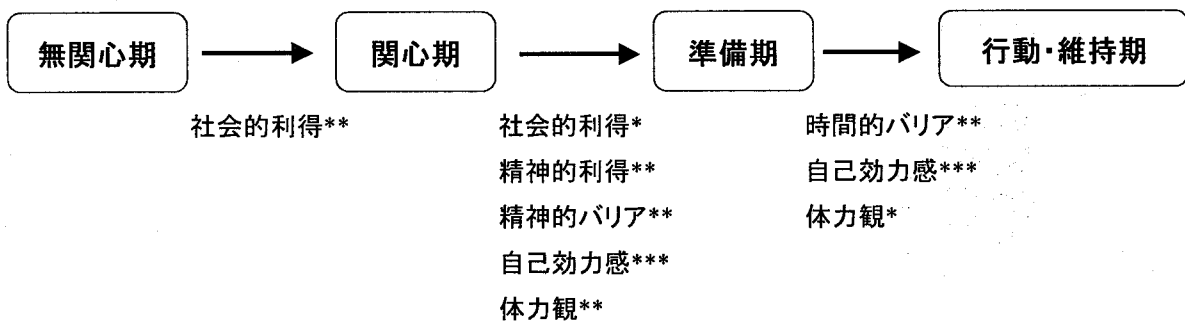 無関心期 関心期 準備期 行動・維持期
社会的利得** 社会的利得* 時間的バリア**
精神的利得** 自己効力感***
精神的バリア** 体力観*
自己効力感***
体力観**